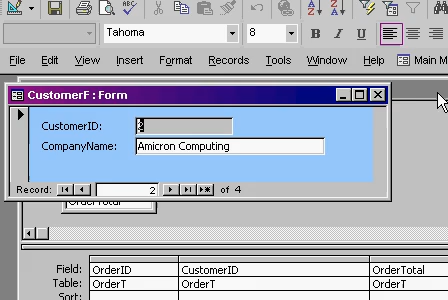 Tahoma 8 B I U
File Edit View Insert Format Records Tools Window Help Main M
CustomerF : Form
CustomerID: 2
CompanyName: Amicron Computing
Record: 2 of 4
OrderTotal
Field: OrderID CustomerID OrderTotal
Table: OrderT OrderT OrderT
Sort: